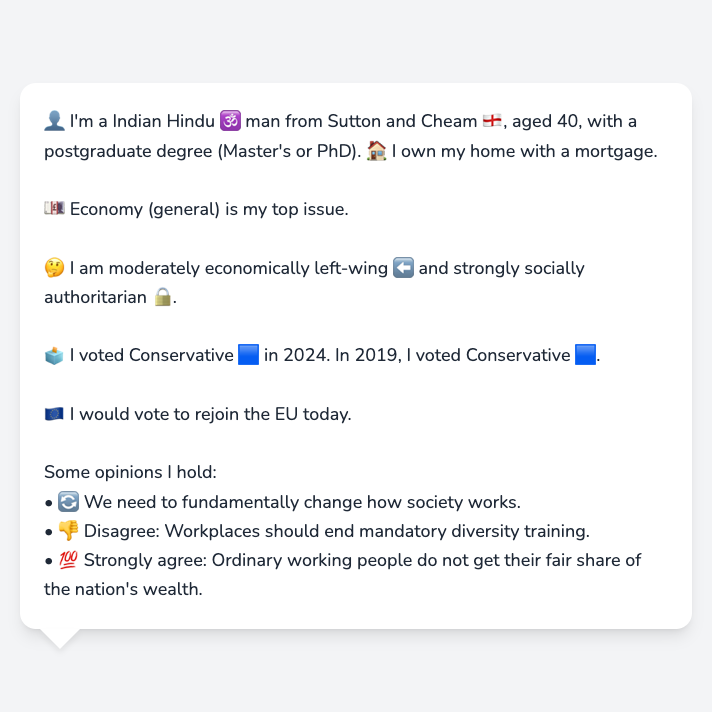 👤 I'm a Indian Hindu 🕉️ man from Sutton and Cheam 🏴󠁧󠁢󠁥󠁮󠁧󠁿, aged 40, with a
postgraduate degree (Master's or PhD). 🏠 I own my home with a mortgage.
💷 Economy (general) is my top issue.
🤔 I am moderately economically left-wing ⬅️ and strongly socially
authoritarian 🔒.
🗳️ I voted Conservative 🟦 in 2024. In 2019, I voted Conservative 🟦.
🇪🇺 I would vote to rejoin the EU today.
Some opinions I hold:
• 🔄 We need to fundamentally change how society works.
• 👎 Disagree: Workplaces should end mandatory diversity training.
• 💯 Strongly agree: Ordinary working people do not get their fair share of
the nation's wealth.